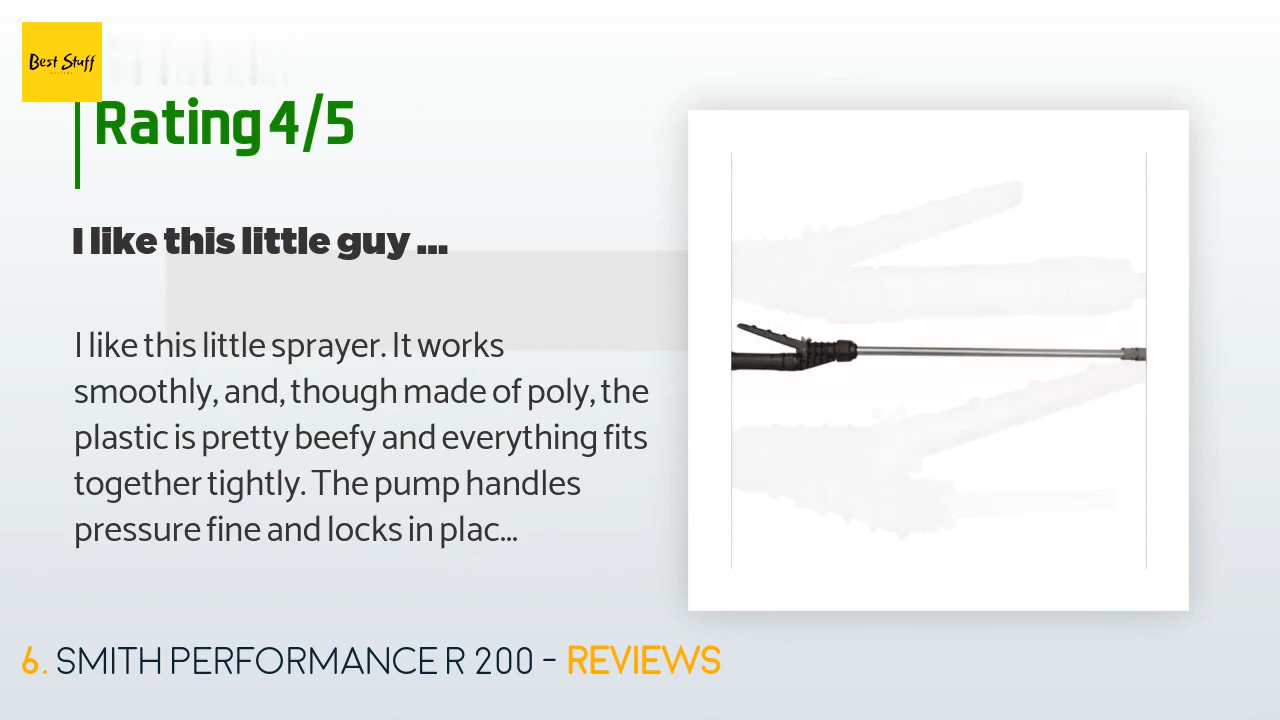 Best Stuff
Rating 4/5
I like this little guy ...
I like this little sprayer. It works
smoothly, and, though made of poly, the
plastic is pretty beefy and everything fits
together tightly. The pump handles
pressure fine and locks in plac...
6. SMITH PERFORMANCE R 200 - REVIEWS